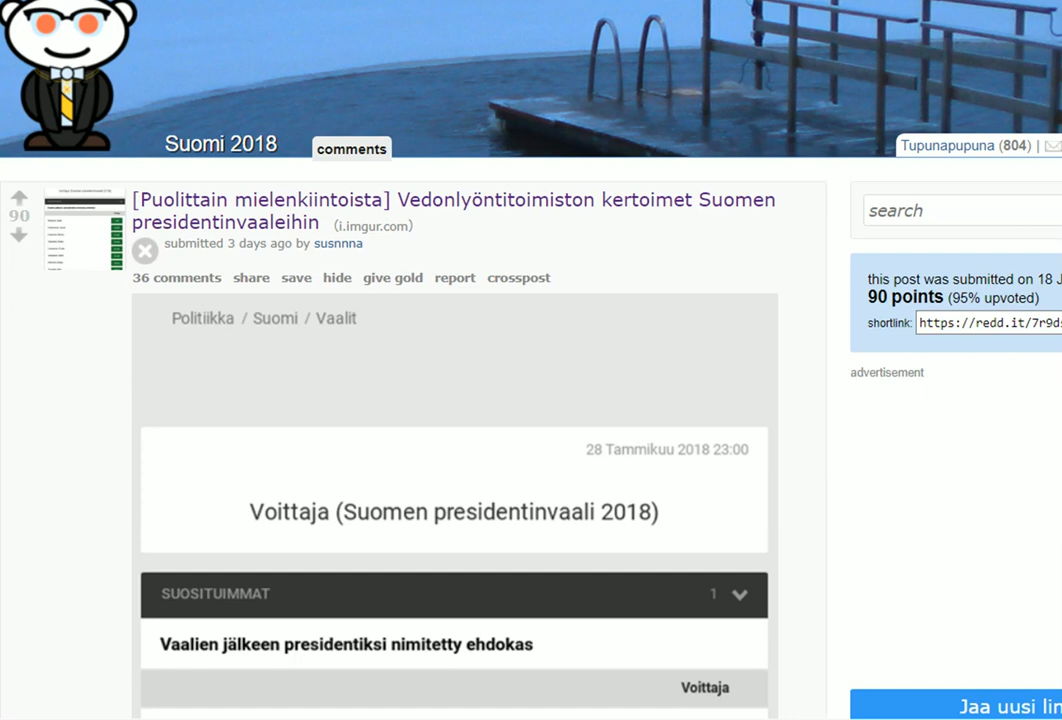 Suomi 2018
comments
Tupunapupuna (804) |
90
[Puolittain mielenkiintoista] Vedonlyöntitoimiston kertoimet Suomen
presidentinvaaleihin (i.imgur.com)
submitted 3 days ago by susnnna
36 comments share save hide give gold report crosspost
search
this post was submitted on 18 J
90 points (95% upvoted)
shortlink: https://redd.it/7r9d
advertisement
Politiikka / Suomi / Vaalit
28 Tammikuu 2018 23:00
Voittaja (Suomen presidentinvaali 2018)
SUOSITUIMMAT 1
Vaalien jälkeen presidentiksi nimitetty ehdokas
Voittaja
Jaa uusi lin